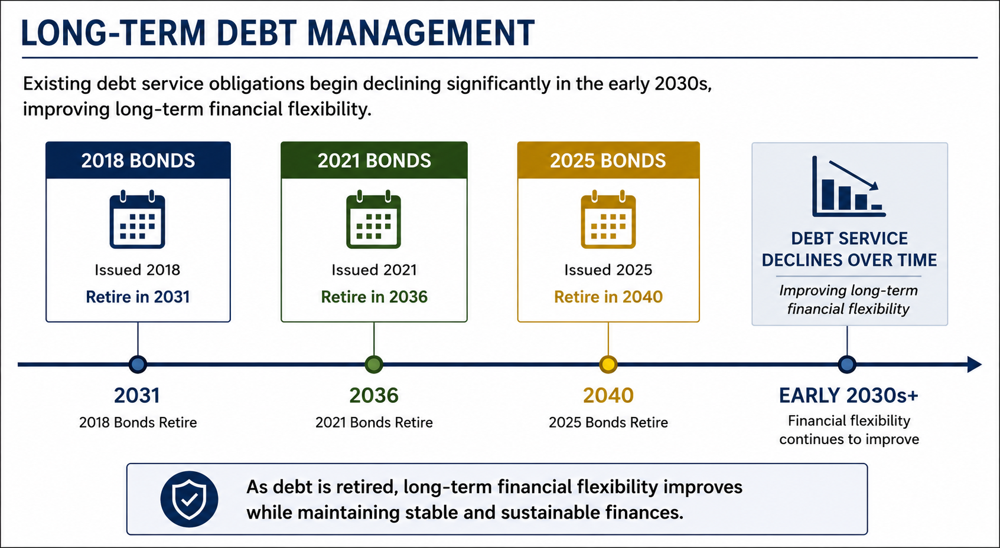 LONG-TERM DEBT MANAGEMENT
Existing debt service obligations begin declining significantly in the early 2030s,
improving long-term financial flexibility.
2018 BONDS
Issued 2018
Retire in 2031
2021 BONDS
Issued 2021
Retire in 2036
2025 BONDS
Issued 2025
Retire in 2040
DEBT SERVICE
DECLINES OVER TIME
Improving long-term
financial flexibility
2031
2018 Bonds Retire
2036
2021 Bonds Retire
2040
2025 Bonds Retire
EARLY 2030s+
Financial flexibility
continues to improve
As debt is retired, long-term financial flexibility improves
while maintaining stable and sustainable finances.